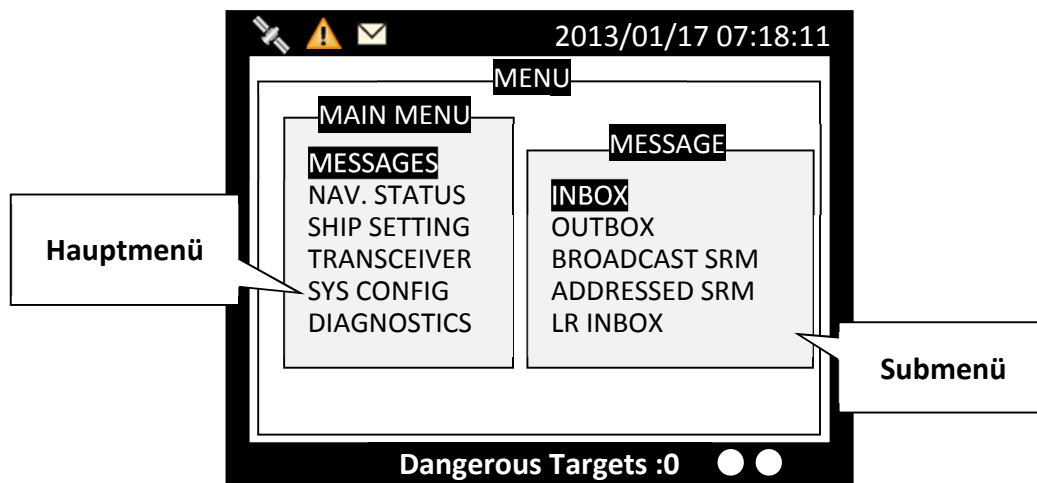 2013/01/17 07:18:11
MENU
MAIN MENU
MESSAGES
NAV. STATUS
SHIP SETTING
TRANSCEIVER
SYS CONFIG
DIAGNOSTICS
MESSAGE
INBOX
OUTBOX
BROADCAST SRM
ADDRESSED SRM
LR INBOX
Hauptmenü
Submenü
Dangerous Targets :0